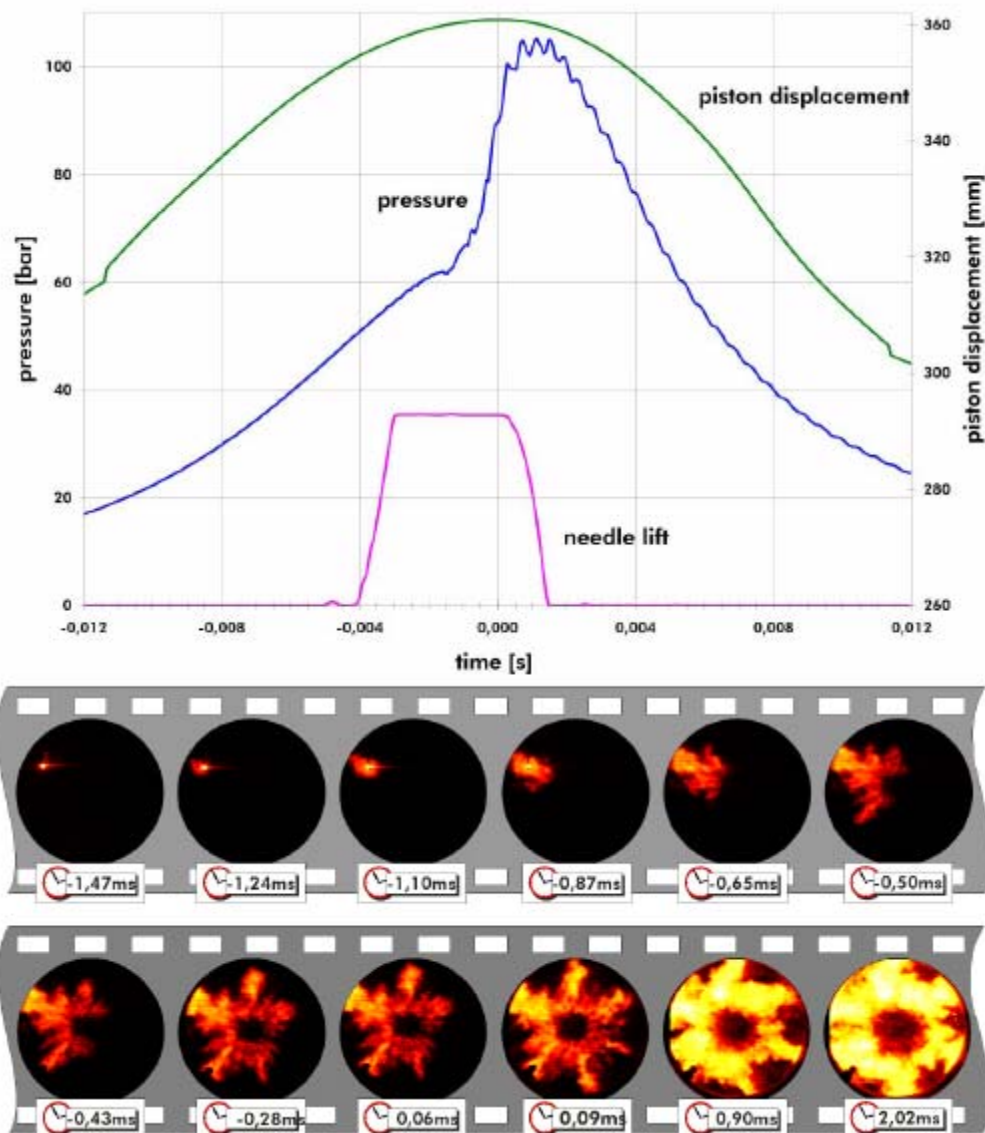 360
100
piston displacement
340
80
pressure
pressure [bar]
piston displacement [mm]
320
60
300
40
280
20
needle lift
0
260
-0,012
-0,008
-0,004
0,000
0,004
0,008
0,012
time [s]
-1,47ms
-1,24ms
-1,10ms
-0,87ms
-0,65ms
-0,50ms
-0,43ms
-0,28ms
0,06ms
0,09ms
0,90ms
2,02ms